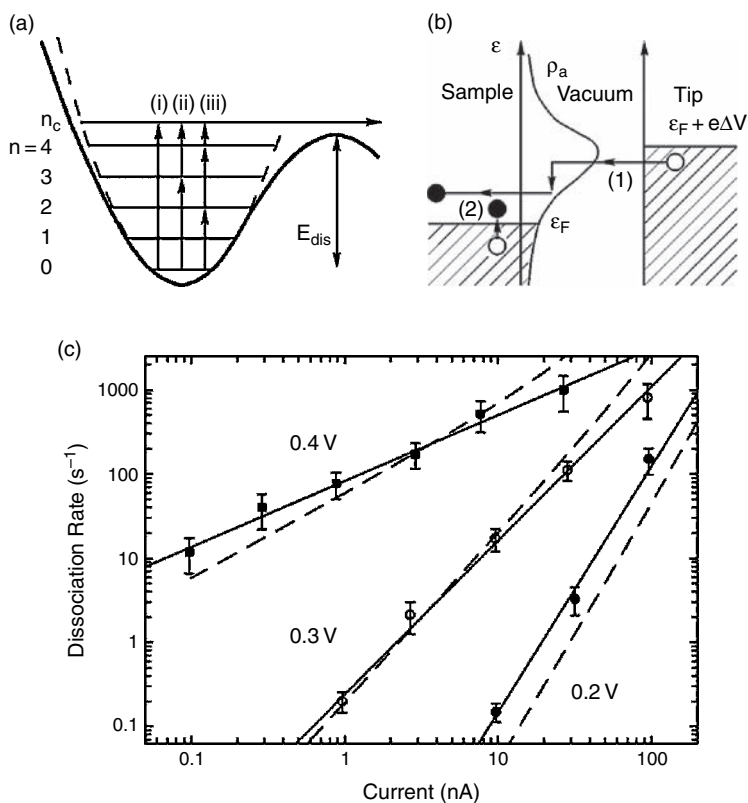 (a)
(i) (ii) (iii)
n_c
n = 4
3
2
1
0
E_dis
(b)
ε
ρ_a
Sample
Vacuum
Tip
ε_F + eΔV
(1)
(2)
ε_F
(c)
Dissociation Rate (s⁻¹)
1000
100
10
1
0.1
0.4 V
0.3 V
0.2 V
0.1 1 10 100
Current (nA)